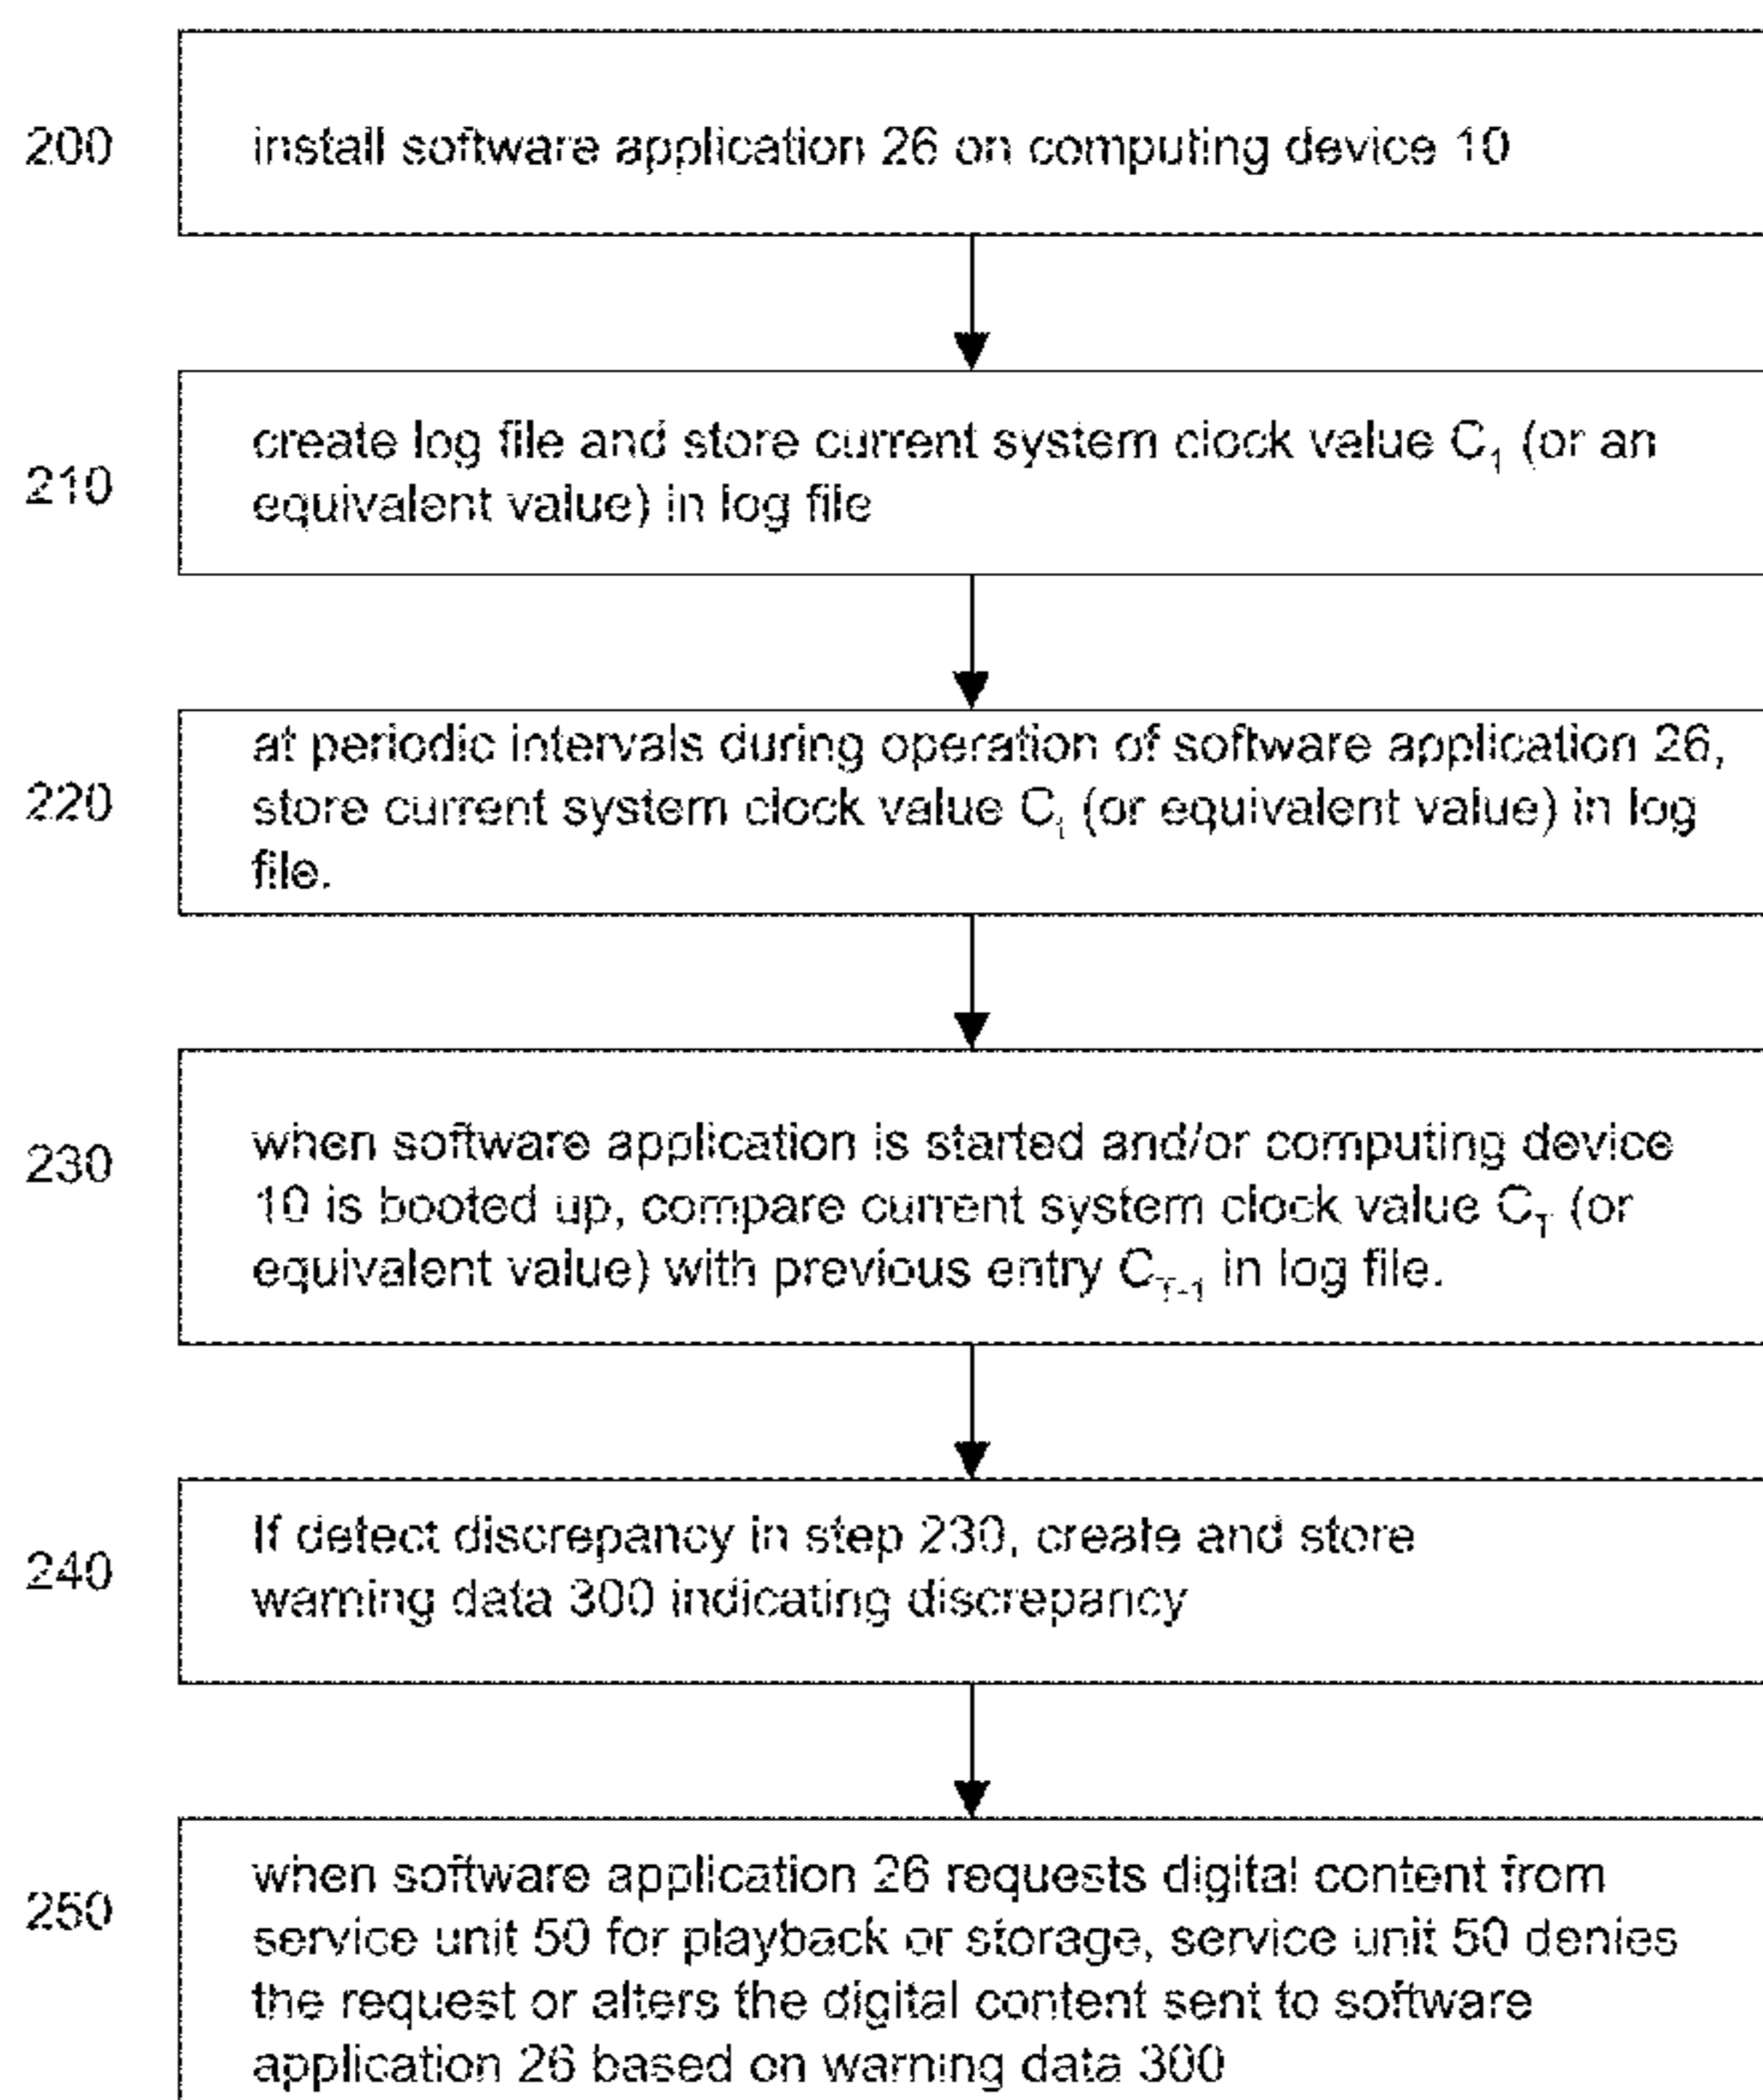 200
install software application 26 on computing device 10
210
create log file and store current system clock value C₁ (or an
equivalent value) in log file
220
at periodic intervals during operation of software application 26,
store current system clock value Cₜ (or equivalent value) in log
file.
230
when software application is started and/or computing device
10 is booted up, compare current system clock value C_T (or
equivalent value) with previous entry C_T-1 in log file.
240
If detect discrepancy in step 230, create and store
warning data 300 indicating discrepancy
250
when software application 26 requests digital content from
service unit 50 for playback or storage, service unit 50 denies
the request or alters the digital content sent to software
application 26 based on warning data 300